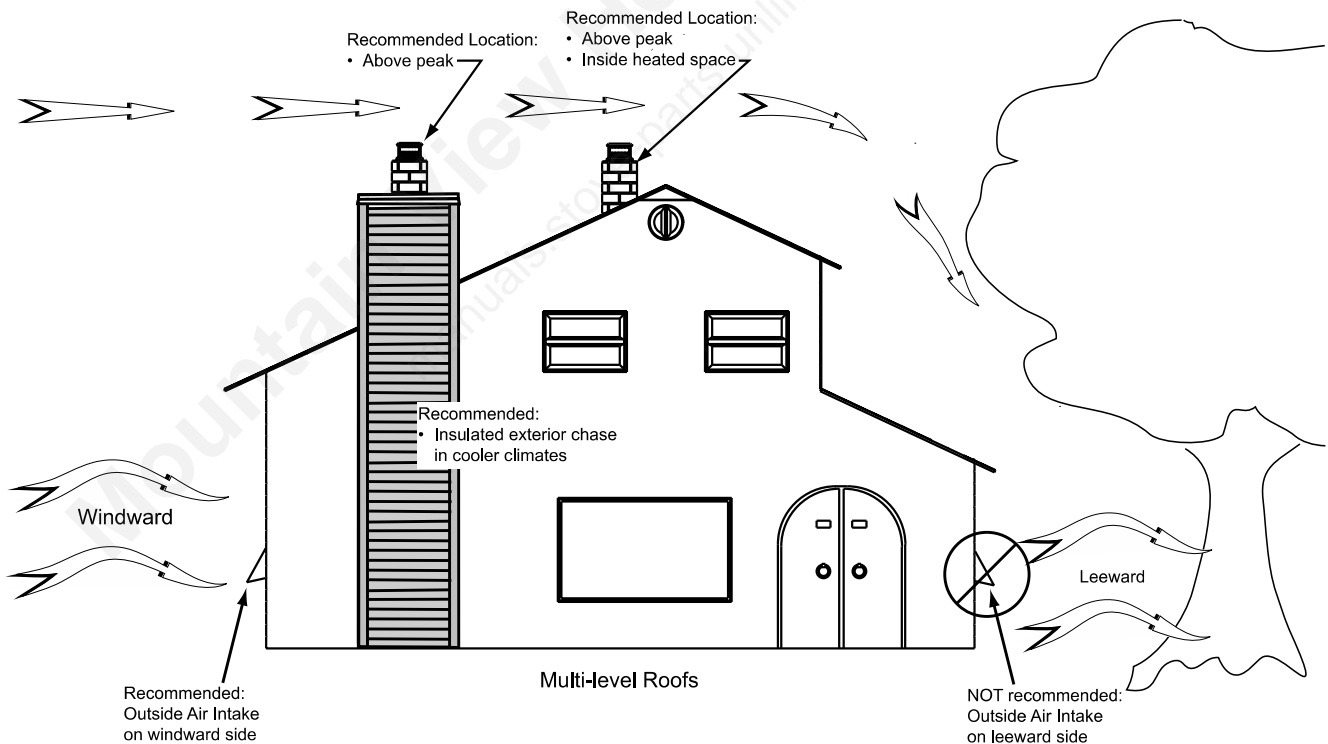 Recommended Location:
• Above peak
Recommended Location:
• Above peak
• Inside heated space
Recommended:
• Insulated exterior chase
in cooler climates
Windward
Leeward
Multi-level Roofs
Recommended:
Outside Air Intake
on windward side
NOT recommended:
Outside Air Intake
on leeward side
Mountain View